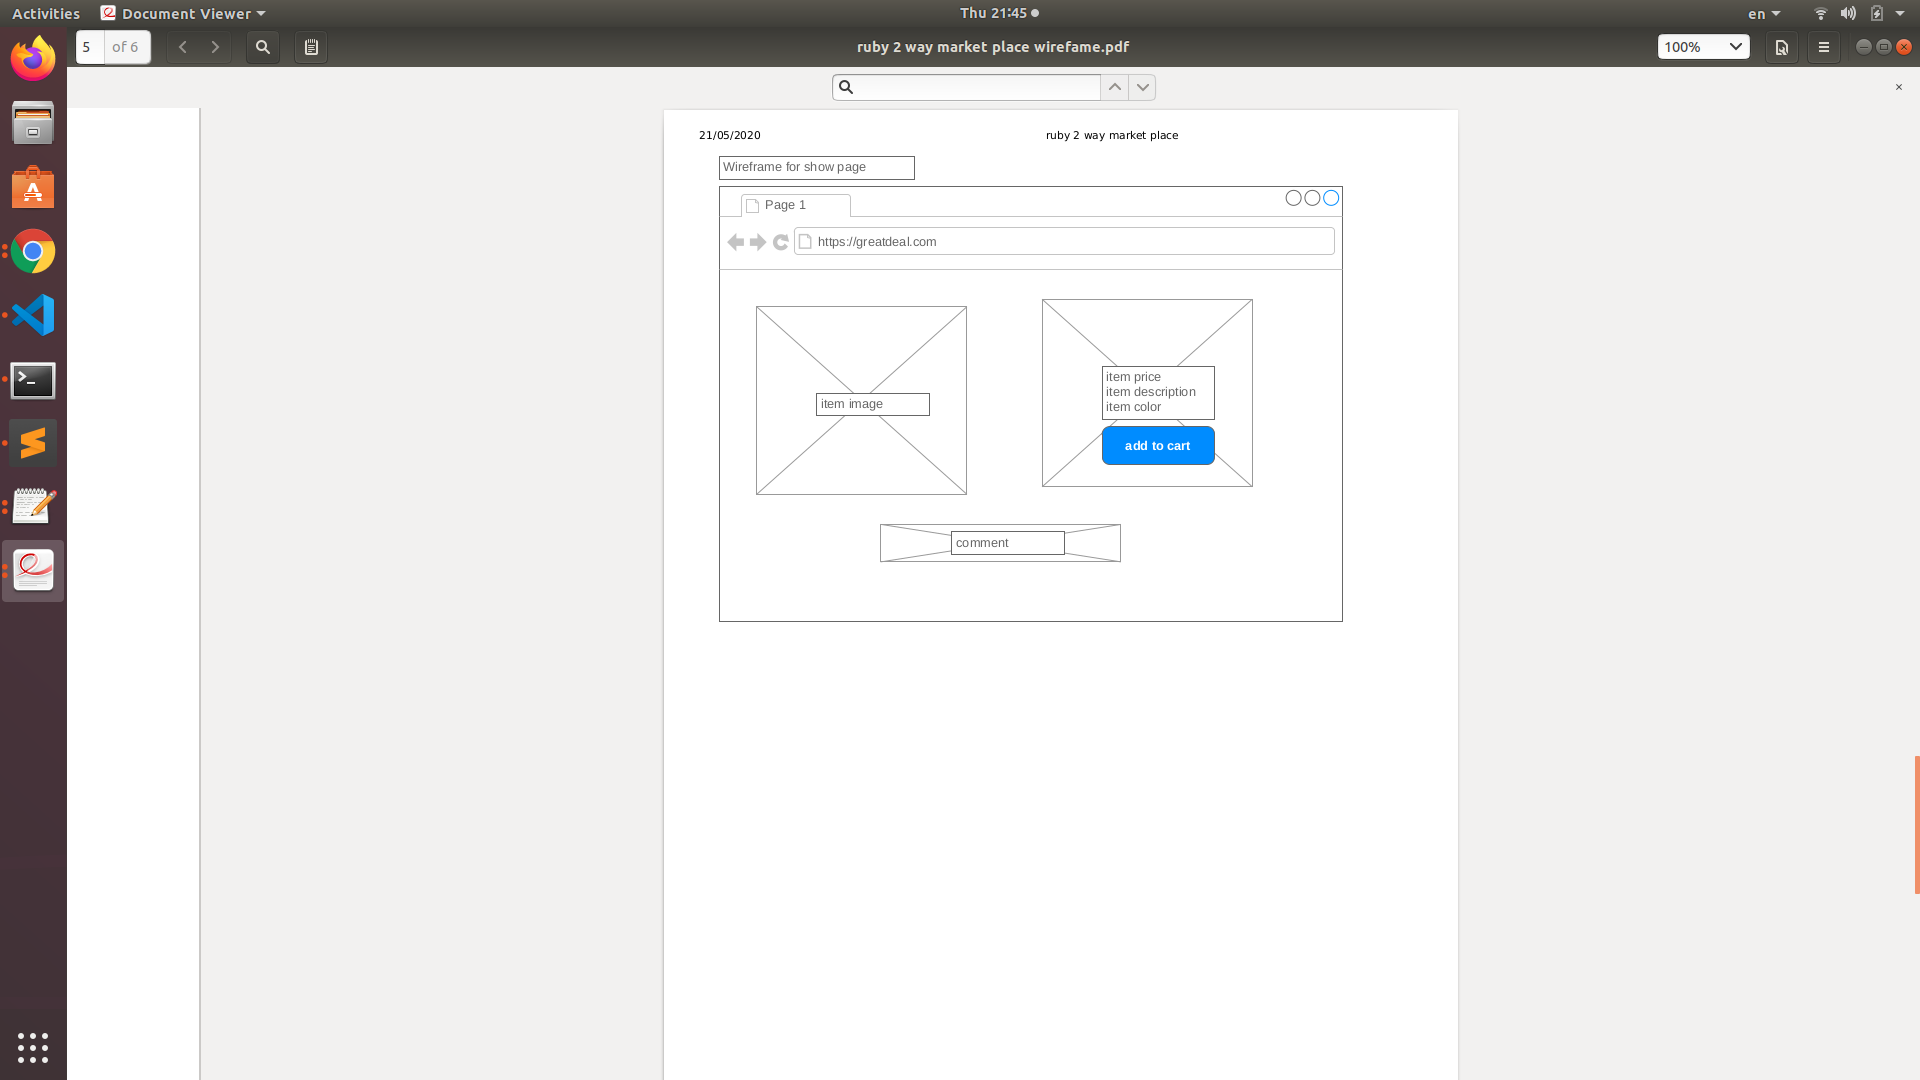 Activities
Document Viewer
Thu 21:45
en
5
of 6
ruby 2 way market place wirefame.pdf
100%
21/05/2020
ruby 2 way market place
Wireframe for show page
Page 1
https://greatdeal.com
item image
item price
item description
item color
add to cart
comment